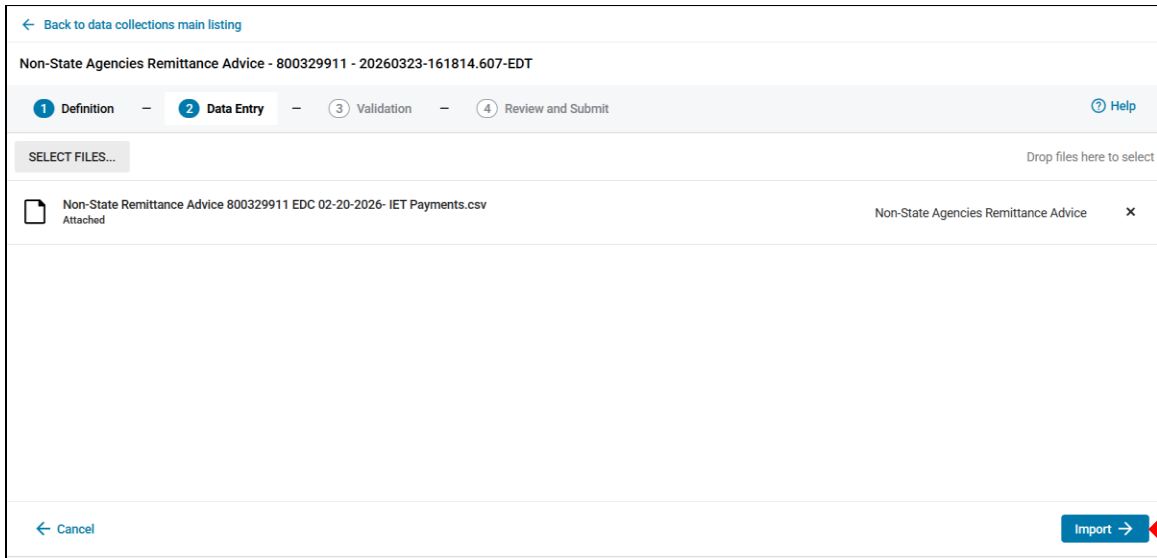 ← Back to data collections main listing
Non-State Agencies Remittance Advice - 800329911 - 20260323-161814.607-EDT
1 Definition – 2 Data Entry – 3 Validation – 4 Review and Submit ? Help
SELECT FILES... Drop files here to select
Non-State Remittance Advice 800329911 EDC 02-20-2026- IET Payments.csv
Attached
Non-State Agencies Remittance Advice ×
← Cancel Import →